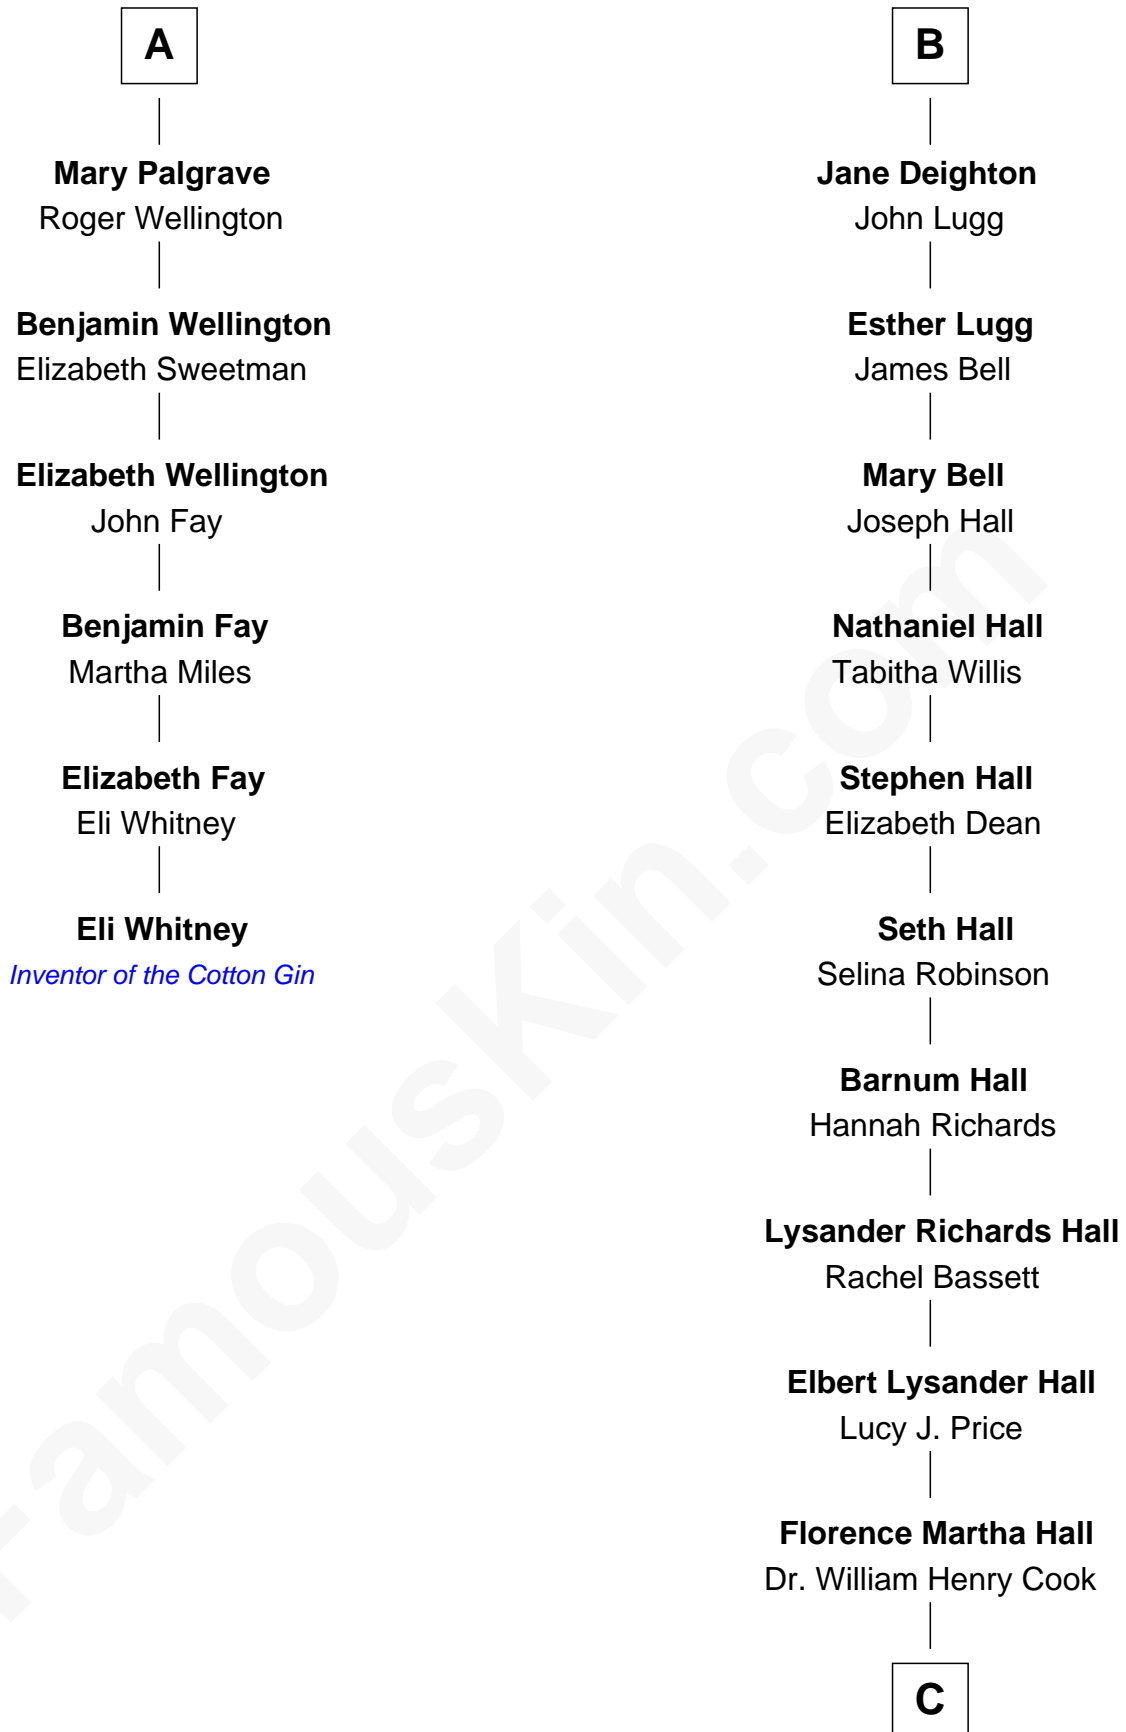 A
Mary Palgrave
Roger Wellington
Benjamin Wellington
Elizabeth Sweetman
Elizabeth Wellington
John Fay
Benjamin Fay
Martha Miles
Elizabeth Fay
Eli Whitney
Eli Whitney
Inventor of the Cotton Gin
B
Jane Deighton
John Lugg
Esther Lugg
James Bell
Mary Bell
Joseph Hall
Nathaniel Hall
Tabitha Willis
Stephen Hall
Elizabeth Dean
Seth Hall
Selina Robinson
Barnum Hall
Hannah Richards
Lysander Richards Hall
Rachel Bassett
Elbert Lysander Hall
Lucy J. Price
Florence Martha Hall
Dr. William Henry Cook
C
FamousKin.com